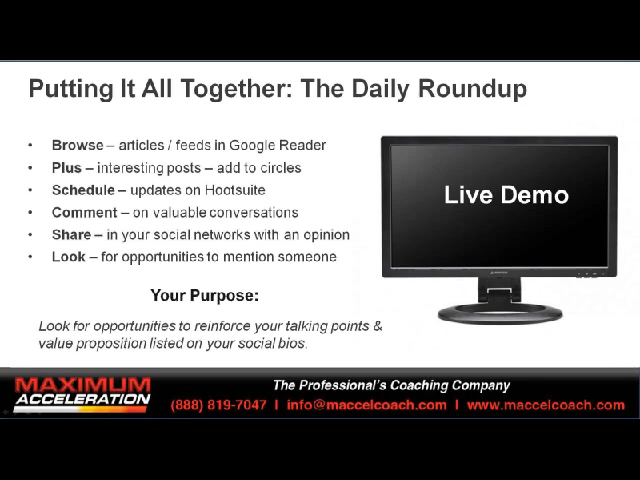 Putting It All Together: The Daily Roundup
• Browse – articles / feeds in Google Reader
• Plus – interesting posts – add to circles
• Schedule – updates on Hootsuite
• Comment – on valuable conversations
• Share – in your social networks with an opinion
• Look – for opportunities to mention someone
Live Demo
Your Purpose:
Look for opportunities to reinforce your talking points &
value proposition listed on your social bios.
MAXIMUM
ACCELERATION
The Professional's Coaching Company
(888) 819-7047 I info@maccelcoach.com I www.maccelcoach.com